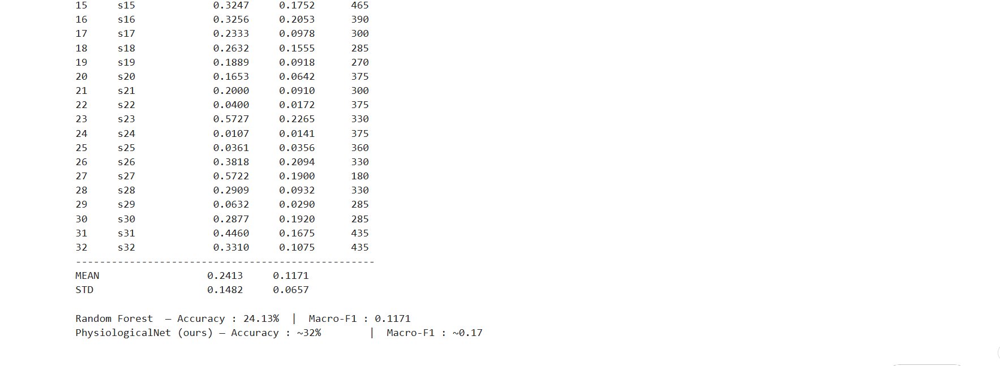 15 s15 0.3247 0.1752 465
16 s16 0.3256 0.2053 390
17 s17 0.2333 0.0978 300
18 s18 0.2632 0.1555 285
19 s19 0.1889 0.0918 270
20 s20 0.1653 0.0642 375
21 s21 0.2000 0.0910 300
22 s22 0.0400 0.0172 375
23 s23 0.5727 0.2265 330
24 s24 0.0107 0.0141 375
25 s25 0.0361 0.0356 360
26 s26 0.3818 0.2094 330
27 s27 0.5722 0.1900 180
28 s28 0.2909 0.0932 330
29 s29 0.0632 0.0290 285
30 s30 0.2877 0.1920 285
31 s31 0.4460 0.1675 435
32 s32 0.3310 0.1075 435
--------------------------------------------------
MEAN 0.2413 0.1171
STD 0.1482 0.0657
Random Forest — Accuracy : 24.13% | Macro-F1 : 0.1171
PhysiologicalNet (ours) — Accuracy : ~32% | Macro-F1 : ~0.17